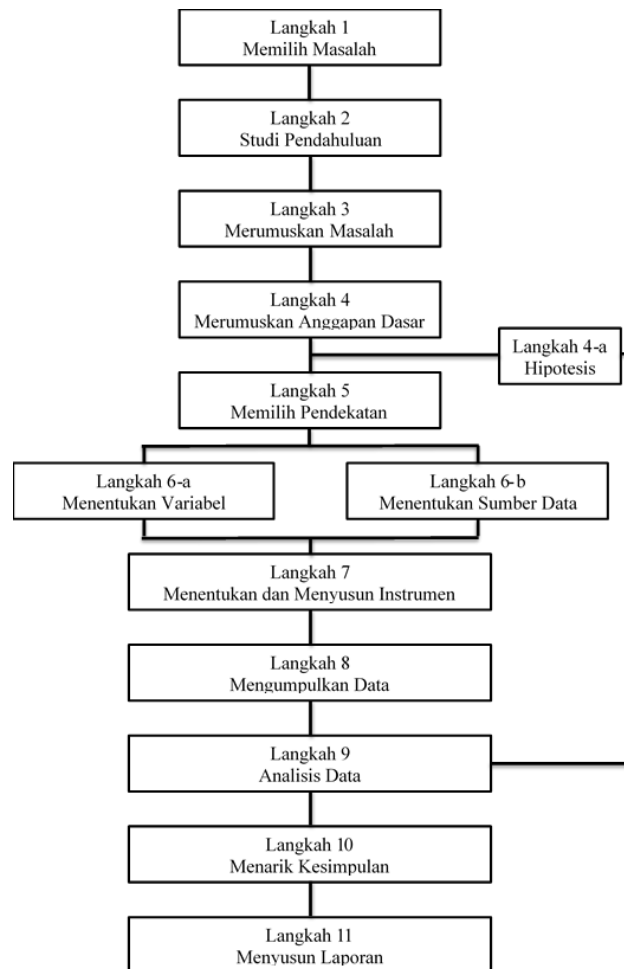 Langkah 1
Memilih Masalah
Langkah 2
Studi Pendahuluan
Langkah 3
Merumuskan Masalah
Langkah 4
Merumuskan Anggapan Dasar
Langkah 4-a
Hipotesis
Langkah 5
Memilih Pendekatan
Langkah 6-a
Menentukan Variabel
Langkah 6-b
Menentukan Sumber Data
Langkah 7
Menentukan dan Menyusun Instrumen
Langkah 8
Mengumpulkan Data
Langkah 9
Analisis Data
Langkah 10
Menarik Kesimpulan
Langkah 11
Menyusun Laporan